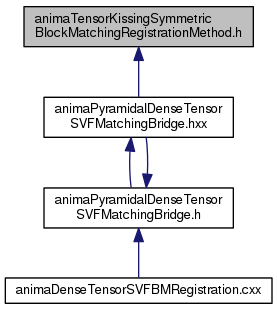 animaTensorKissingSymmetric
BlockMatchingRegistrationMethod.h
animaPyramidalDenseTensor
SVFMatchingBridge.hxx
animaPyramidalDenseTensor
SVFMatchingBridge.h
animaDenseTensorSVFBMRegistration.cxx